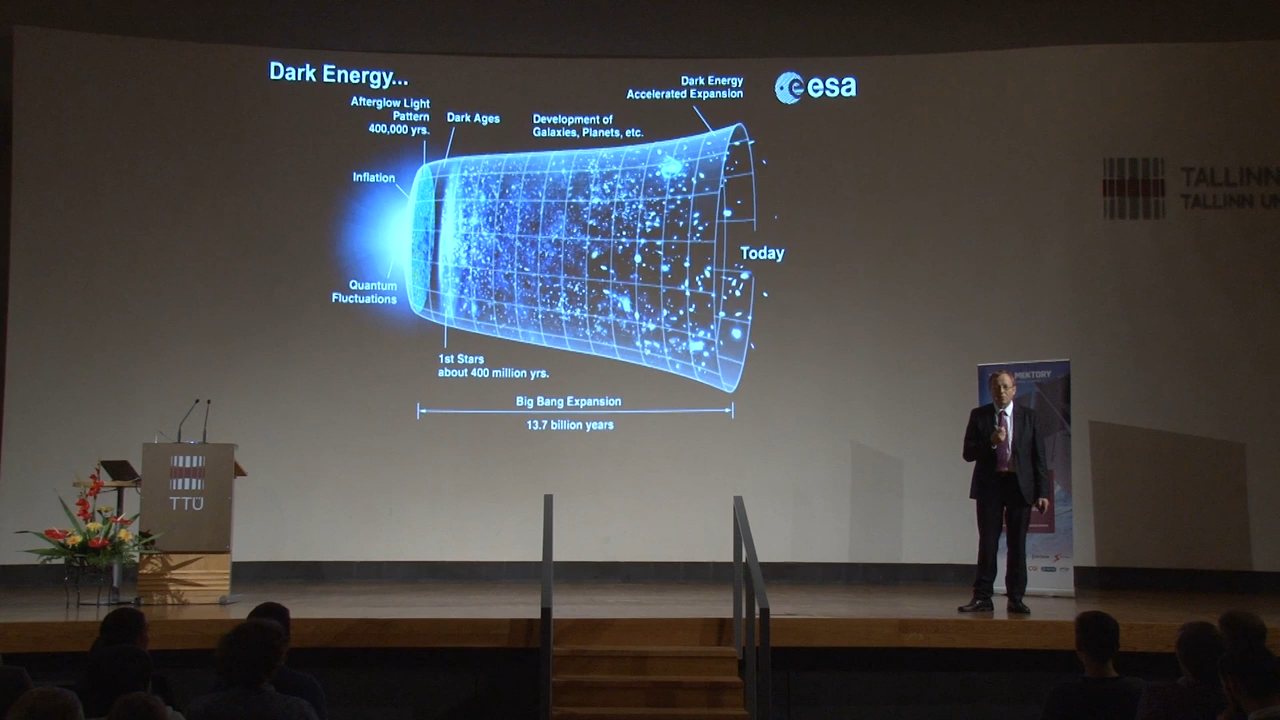 Dark Energy...
esa
Dark Energy
Accelerated Expansion
Afterglow Light
Pattern
400,000 yrs.
Dark Ages
Development of
Galaxies, Planets, etc.
Inflation
Quantum
Fluctuations
Today
1st Stars
about 400 million yrs.
Big Bang Expansion
13.7 billion years
TALLINN
TALLINN U
MEKTORY
TTÜ